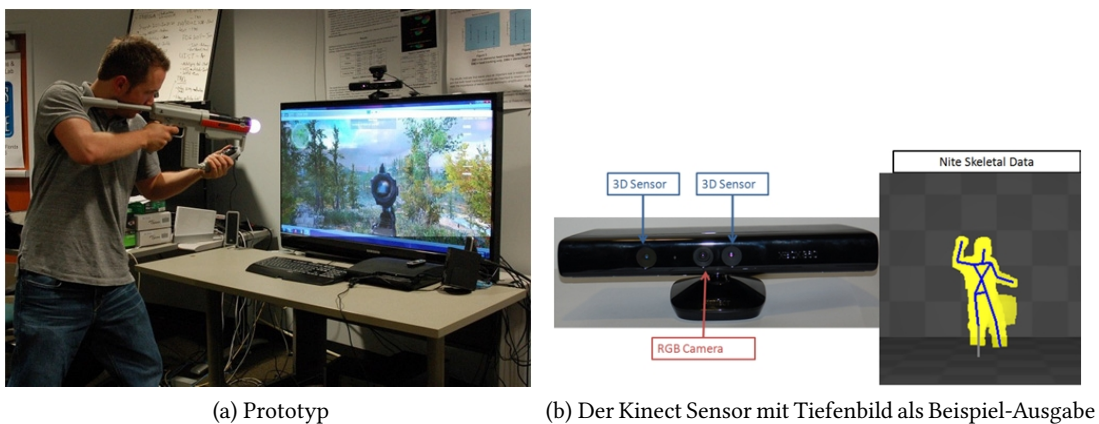 Nite Skeletal Data
3D Sensor
3D Sensor
RGB Camera
(a) Prototyp
(b) Der Kinect Sensor mit Tiefenbild als Beispiel-Ausgabe